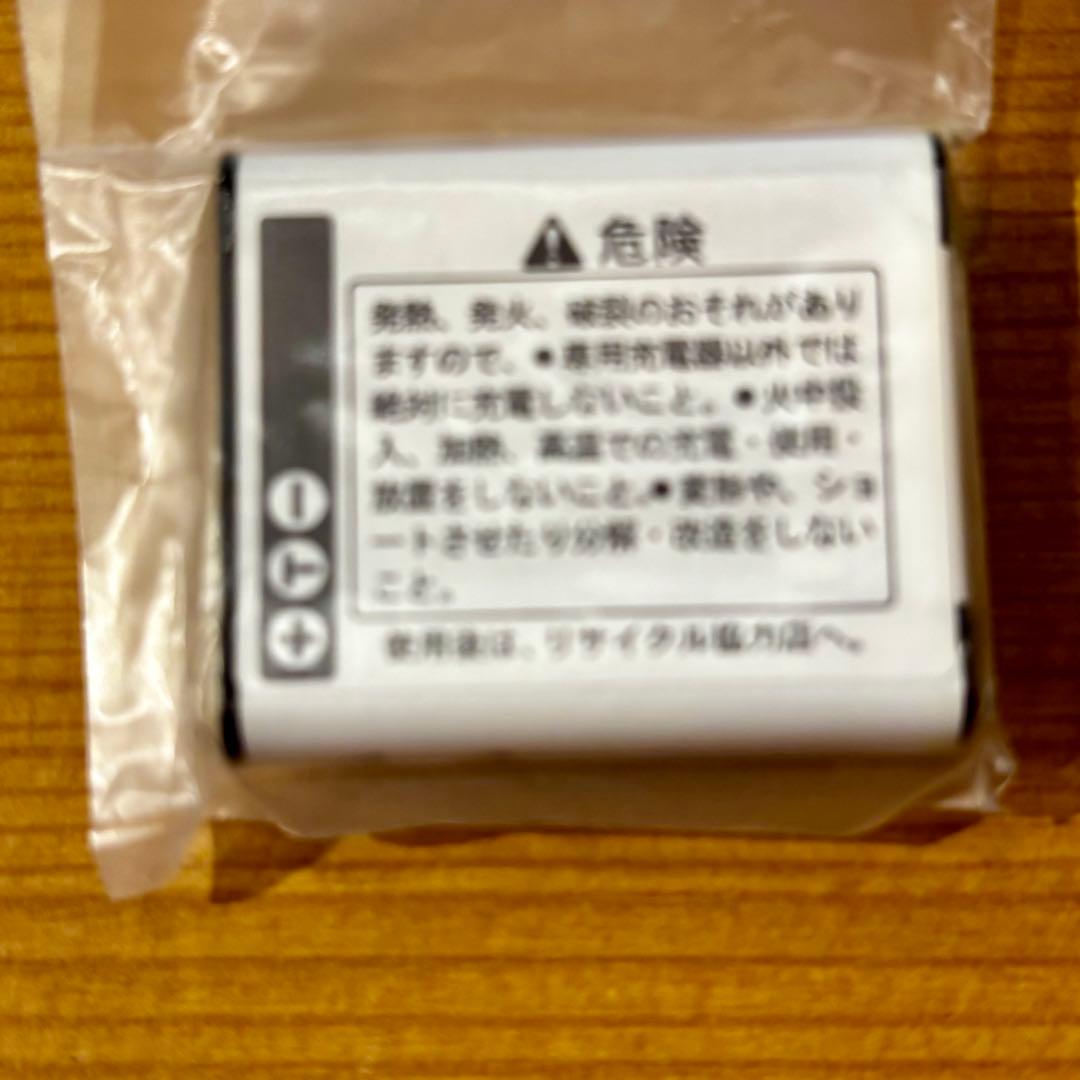 ⚠ 危険
発熱、発火、破裂のおそれがあり
ますので、●専用充電器以外では
絶対に充電しないこと。●火中投
入、加熱、高温での充電・使用・
放置をしないこと。●変形や、ショ
ートさせたり分解・改造をしない
こと。
使用後は、リサイクル協力店へ。
− T +